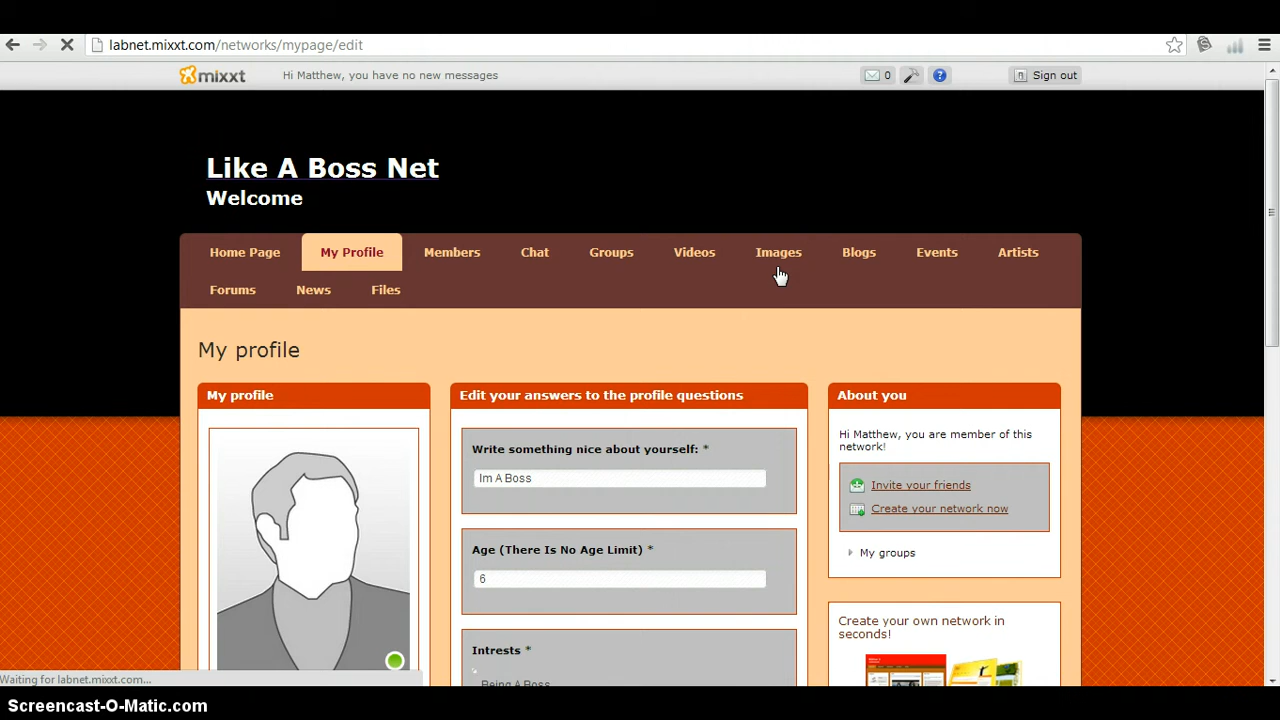 labnet.mixxt.com/networks/mypage/edit
mixxt Hi Matthew, you have no new messages 0 Sign out
Like A Boss Net
Welcome
Home Page My Profile Members Chat Groups Videos Images Blogs Events Artists
Forums News Files
My profile
My profile
Edit your answers to the profile questions
Write something nice about yourself: *
Im A Boss
Age (There Is No Age Limit) *
6
Intrests *
Being A Boss
About you
Hi Matthew, you are member of this
network!
Invite your friends
Create your network now
My groups
Create your own network in
seconds!
Waiting for labnet.mixxt.com...
Screencast-O-Matic.com